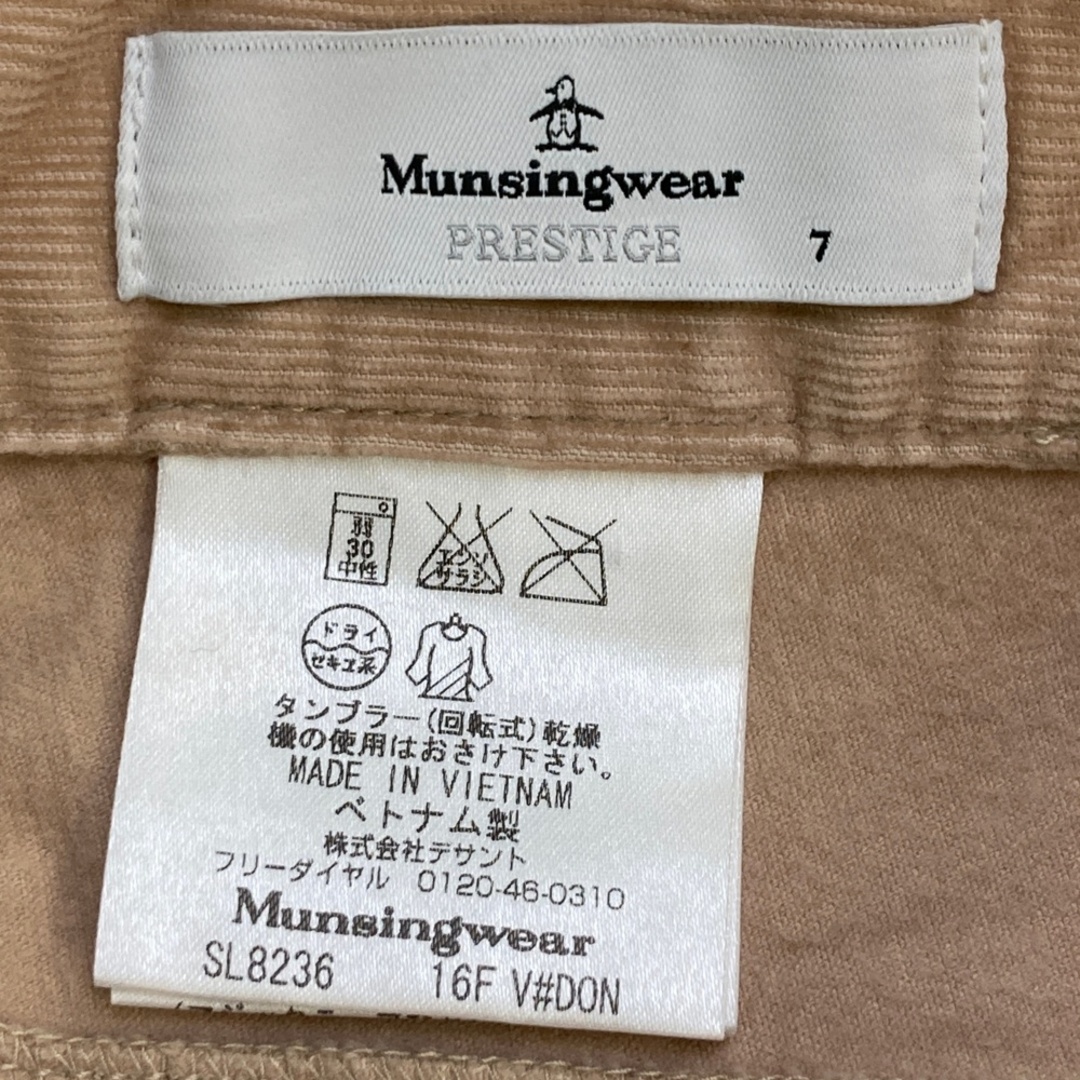 Munsingwear
PRESTIGE 7
弱
30
中性
エンソ
サラシ
ドライ
セキユ系
タンブラー(回転式)乾燥
機の使用はおさけ下さい。
MADE IN VIETNAM
ベトナム製
株式会社デサント
フリーダイヤル 0120-46-0310
Munsingwear
SL8236 16F V#DON